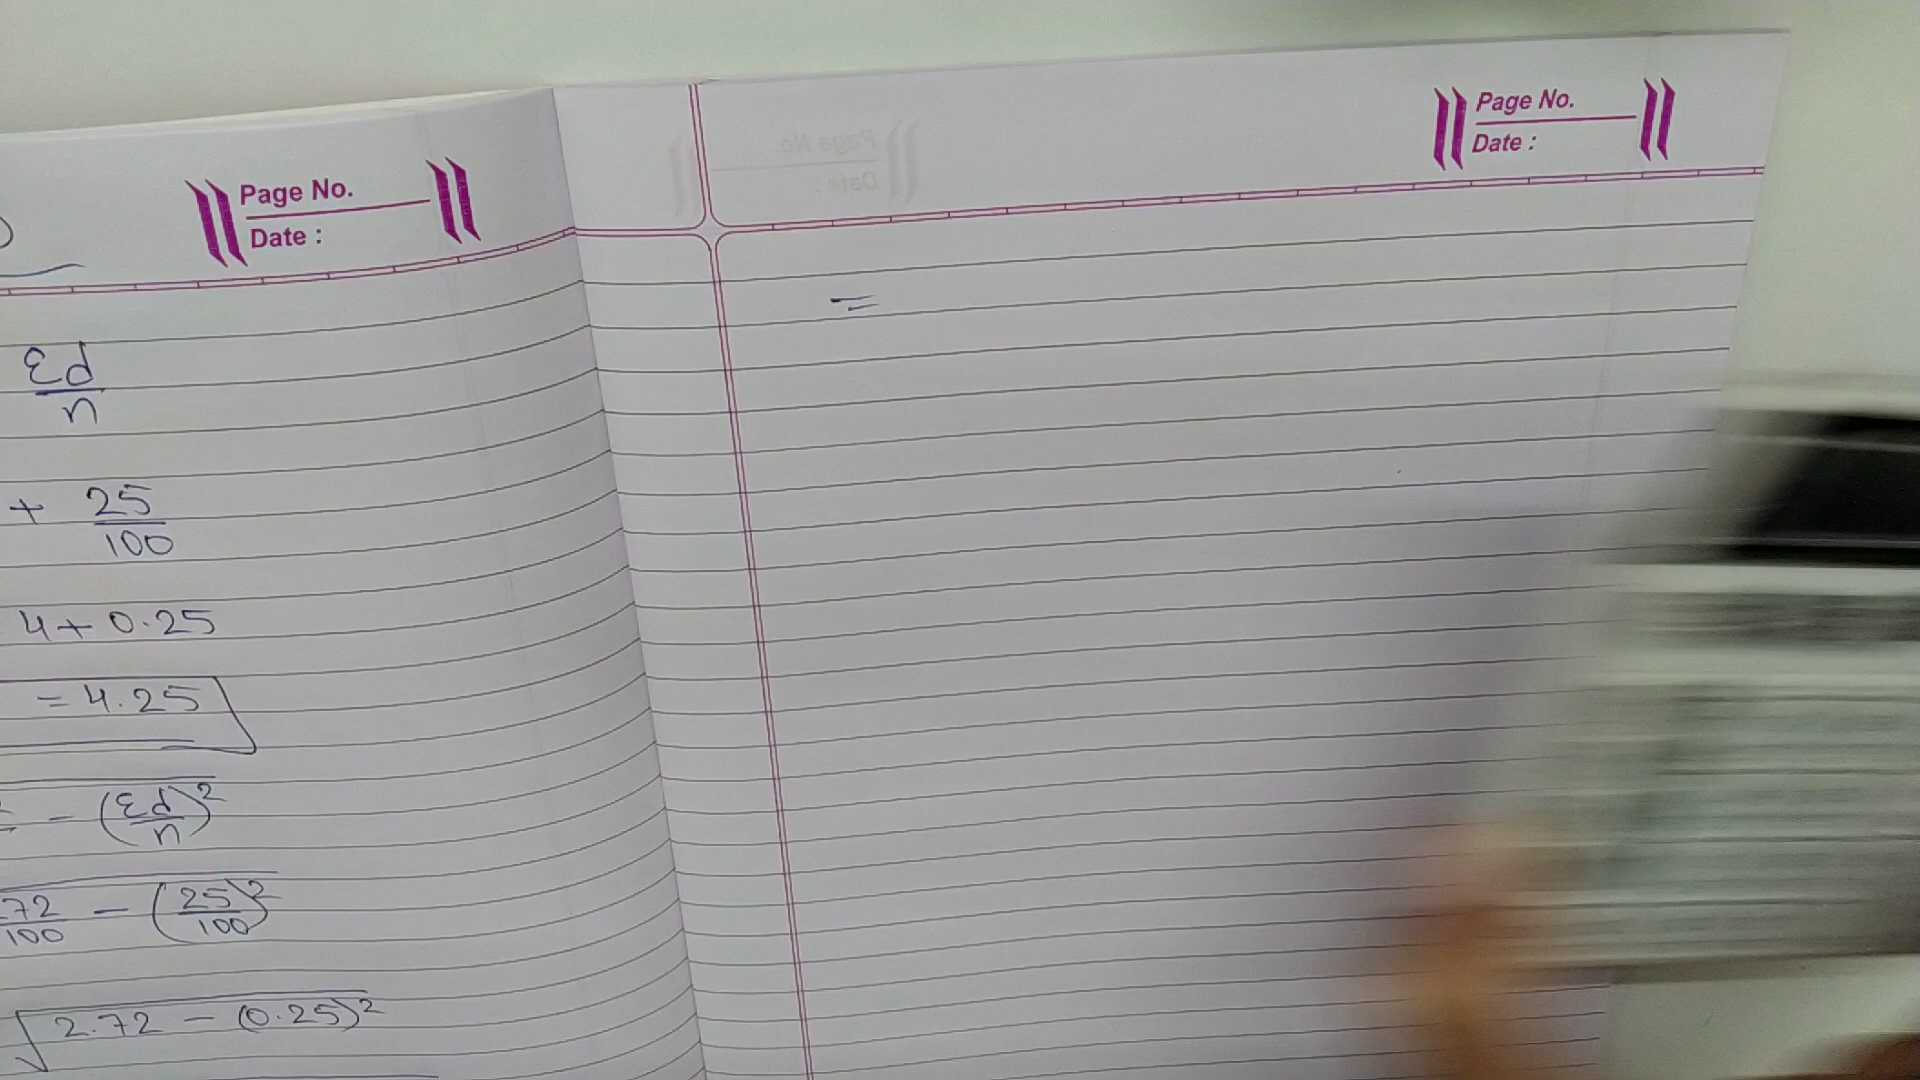 Page No.
Date :
Σd
n
+ 25
100
4 + 0.25
= 4.25
- (Σd/n)²
72/100 - (25/100)²
√2.72 - (0.25)²
Page No.
Date :
=